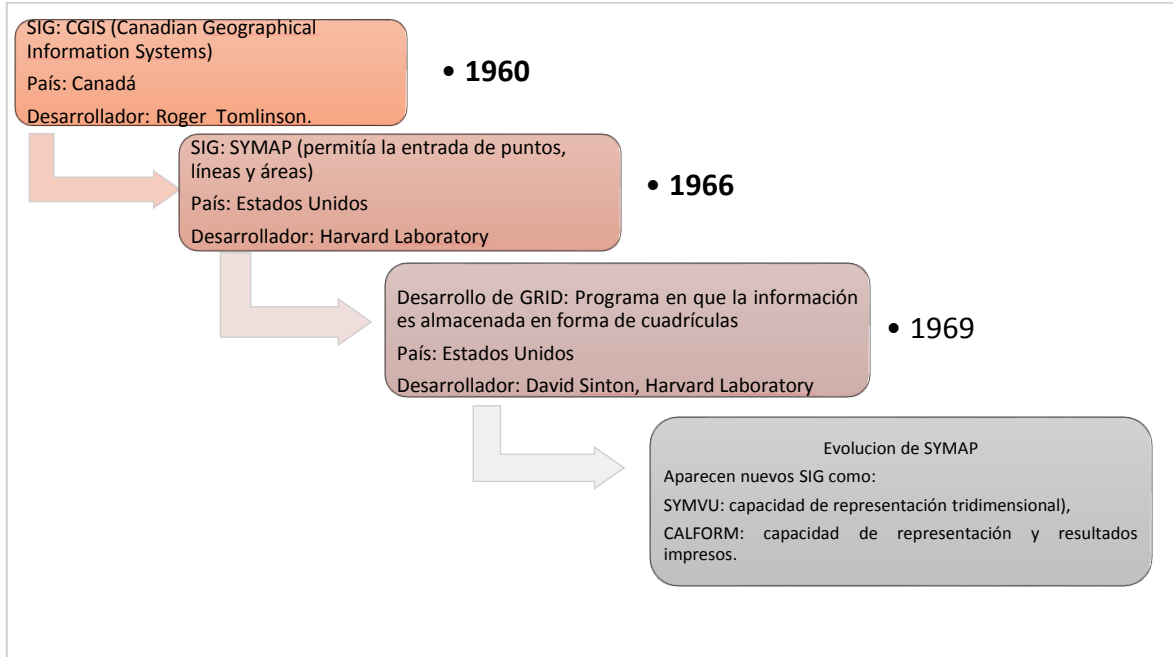 SIG: CGIS (Canadian Geographical
Information Systems)
País: Canadá
Desarrollador: Roger Tomlinson.
• 1960
SIG: SYMAP (permitía la entrada de puntos,
líneas y áreas)
País: Estados Unidos
Desarrollador: Harvard Laboratory
• 1966
Desarrollo de GRID: Programa en que la información
es almacenada en forma de cuadrículas
País: Estados Unidos
Desarrollador: David Sinton, Harvard Laboratory
• 1969
Evolucion de SYMAP
Aparecen nuevos SIG como:
SYMVU: capacidad de representación tridimensional),
CALFORM: capacidad de representación y resultados
impresos.